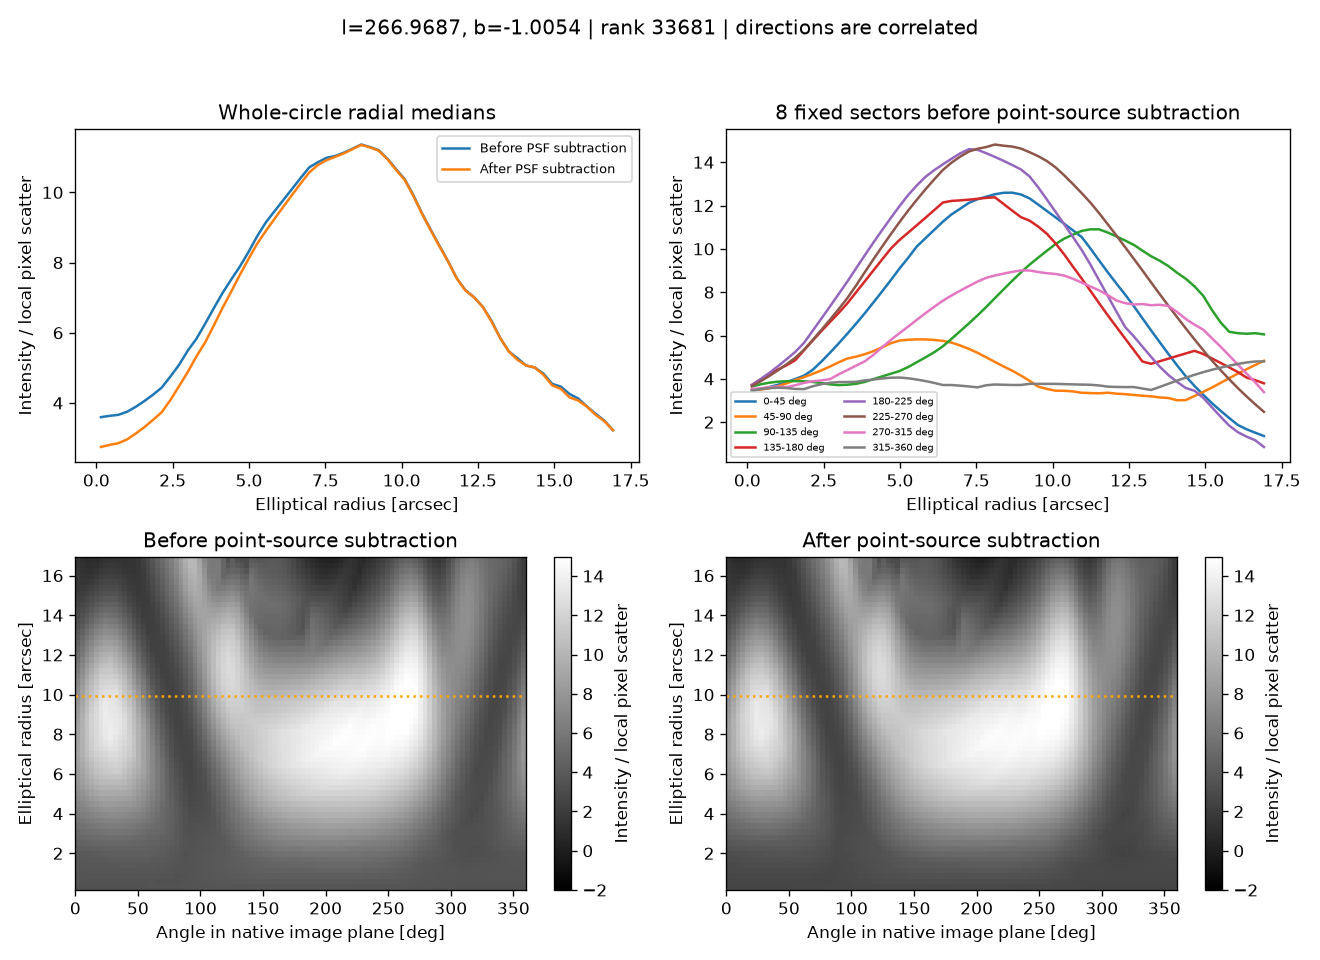 l=266.9687, b=-1.0054 | rank 33681 | directions are correlated
Whole-circle radial medians
Intensity / local pixel scatter
10
8
6
4
Before PSF subtraction
After PSF subtraction
0.0 2.5 5.0 7.5 10.0 12.5 15.0 17.5
Elliptical radius [arcsec]
8 fixed sectors before point-source subtraction
Intensity / local pixel scatter
14
12
10
8
6
4
2
0-45 deg
45-90 deg
90-135 deg
135-180 deg
180-225 deg
225-270 deg
270-315 deg
315-360 deg
0.0 2.5 5.0 7.5 10.0 12.5 15.0 17.5
Elliptical radius [arcsec]
Before point-source subtraction
Elliptical radius [arcsec]
16
14
12
10
8
6
4
2
0 50 100 150 200 250 300 350
Angle in native image plane [deg]
14
12
10
8
6
4
2
0
−2
Intensity / local pixel scatter
After point-source subtraction
Elliptical radius [arcsec]
16
14
12
10
8
6
4
2
0 50 100 150 200 250 300 350
Angle in native image plane [deg]
14
12
10
8
6
4
2
0
−2
Intensity / local pixel scatter